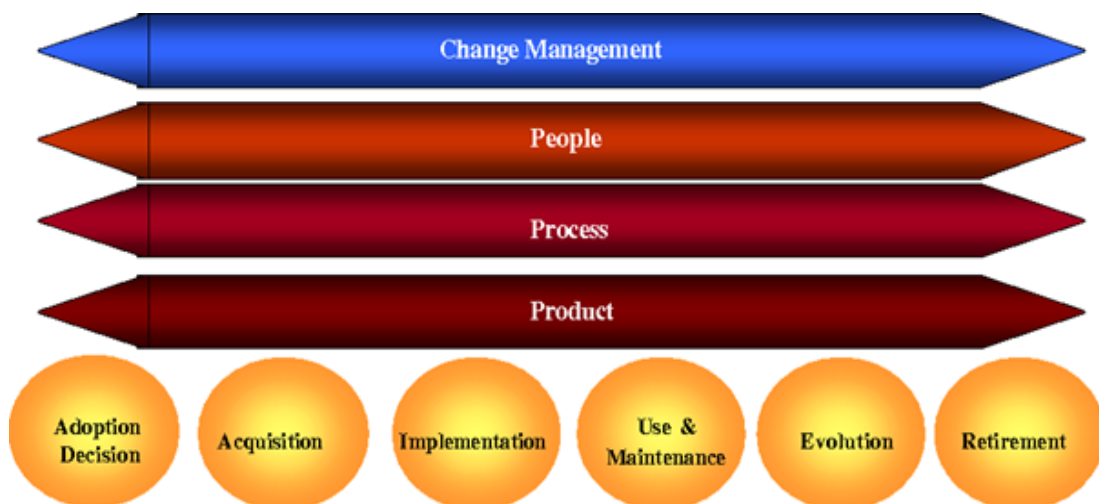 Change Management
People
Process
Product
Adoption
Decision
Acquisition
Implementation
Use &
Maintenance
Evolution
Retirement